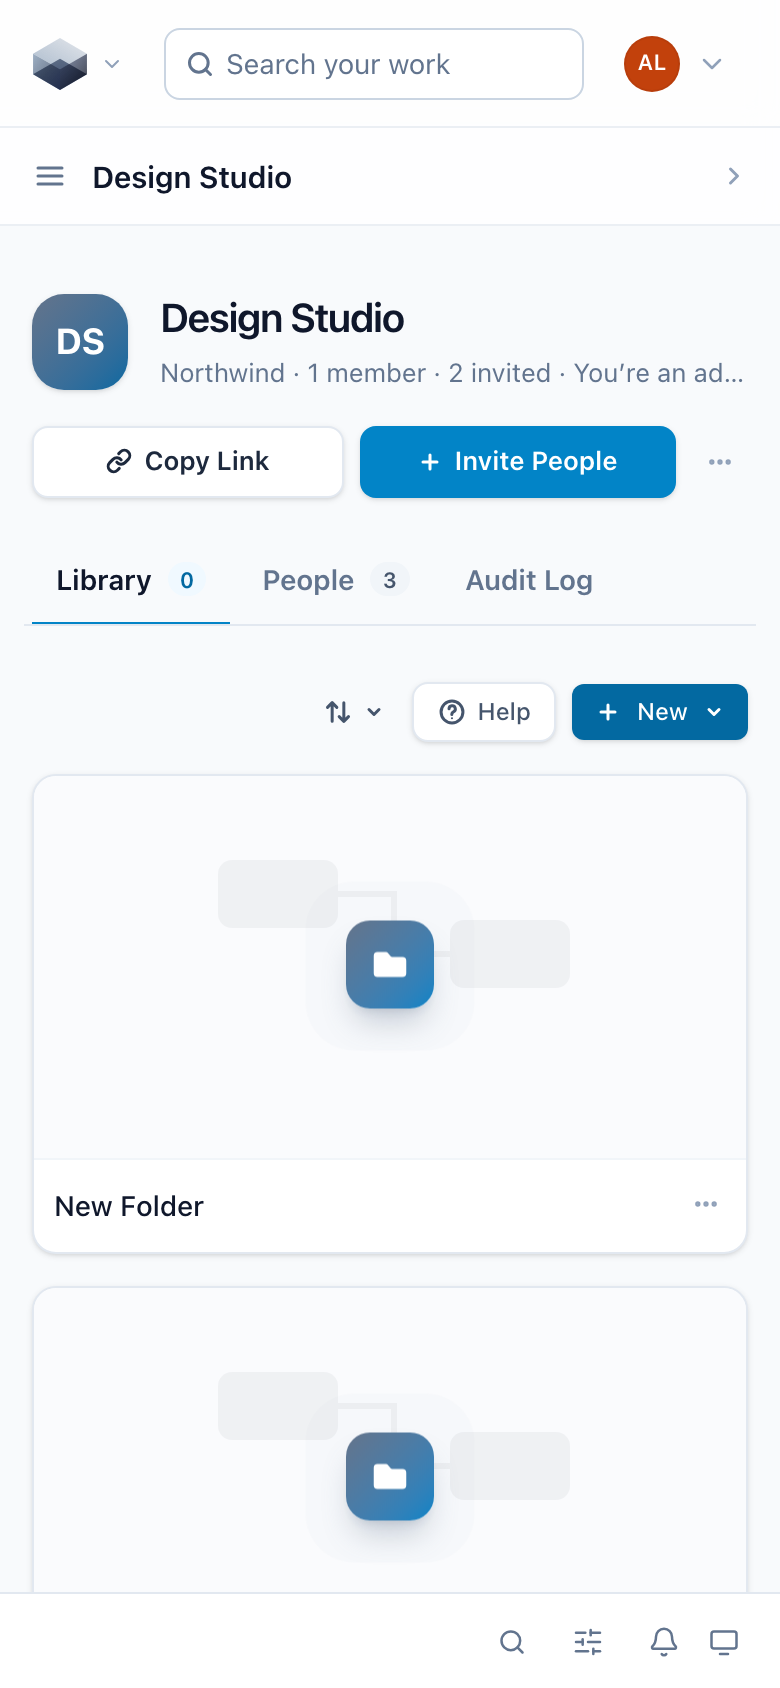 Search your work
AL
Design Studio
DS
Design Studio
Northwind · 1 member · 2 invited · You’re an ad...
Copy Link
+ Invite People
Library 0
People 3
Audit Log
Help
+ New
New Folder